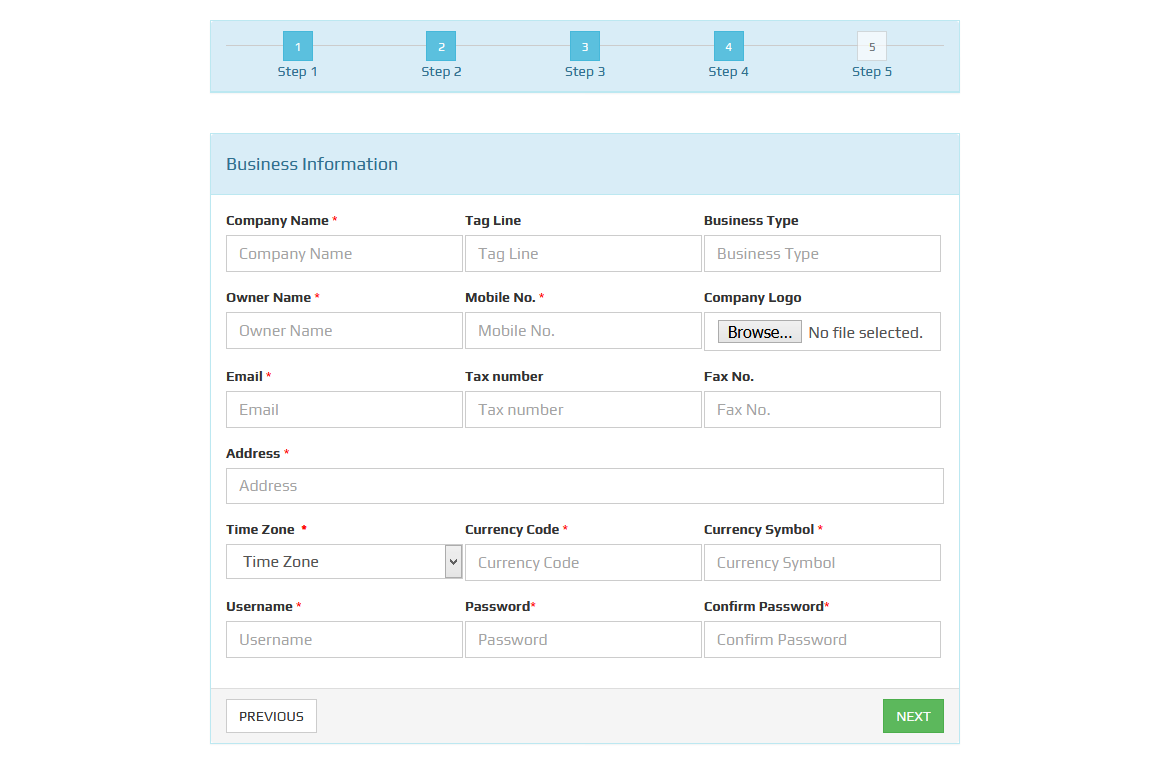 1 2 3 4 5
Step 1 Step 2 Step 3 Step 4 Step 5
Business Information
Company Name * Tag Line Business Type
Company Name Tag Line Business Type
Owner Name * Mobile No. * Company Logo
Owner Name Mobile No. Browse... No file selected.
Email * Tax number Fax No.
Email Tax number Fax No.
Address *
Address
Time Zone * Currency Code * Currency Symbol *
Time Zone Currency Code Currency Symbol
Username * Password* Confirm Password*
Username Password Confirm Password
PREVIOUS NEXT